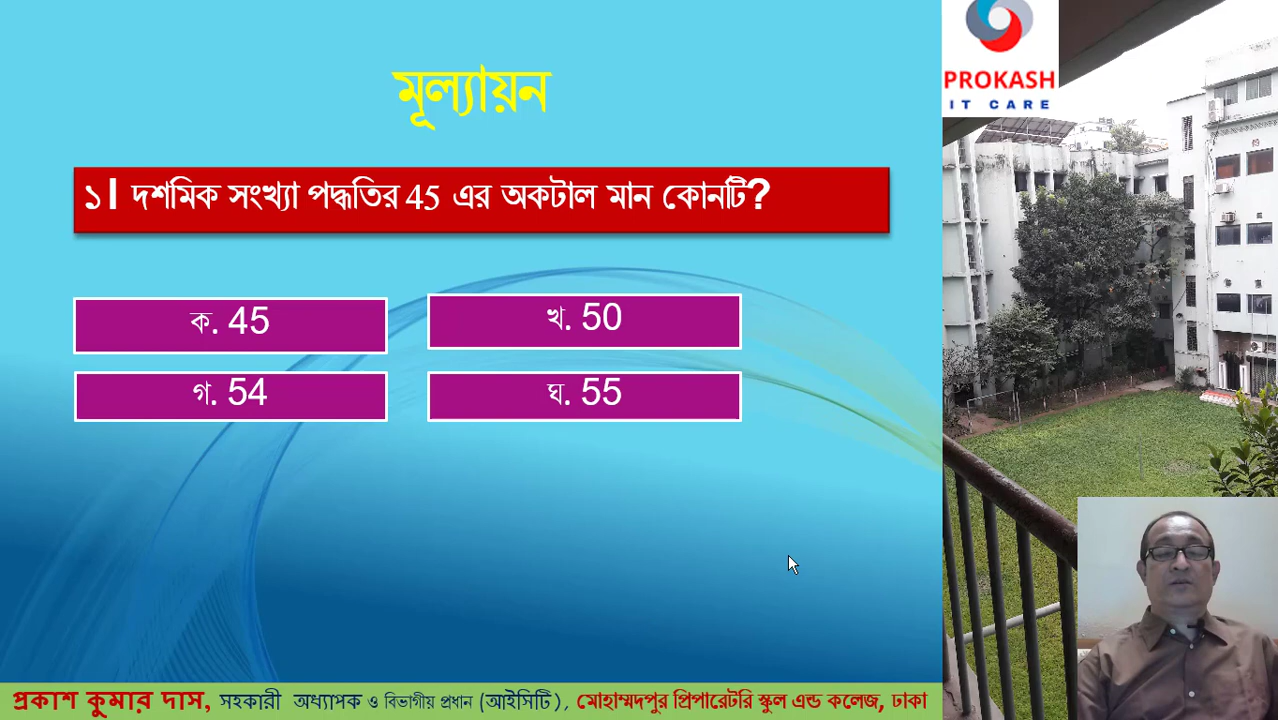 মূল্যায়ন
১। দশমিক সংখ্যা পদ্ধতির 45 এর অকটাল মান কোনটি?
ক. 45
খ. 50
গ. 54
ঘ. 55
PROKASH
IT CARE
প্রকাশ কুমার দাস, সহকারী অধ্যাপক ও বিভাগীয় প্রধান (আইসিটি), মোহাম্মদপুর প্রিপারেটরি স্কুল এন্ড কলেজ, ঢাকা